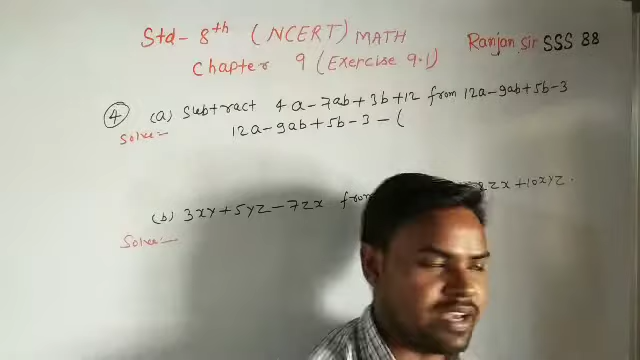 Std- 8th (NCERT) MATH Ranjan sir SSS 88
Chapter 9 (Exercise 9.1)
4 (a) Subtract 4a-7ab+3b+12 from 12a-9ab+5b-3
Solve:- 12a-9ab+5b-3-(
(b) 3xy+5yz-7zx from 2zx+10xyz.
Solve:-